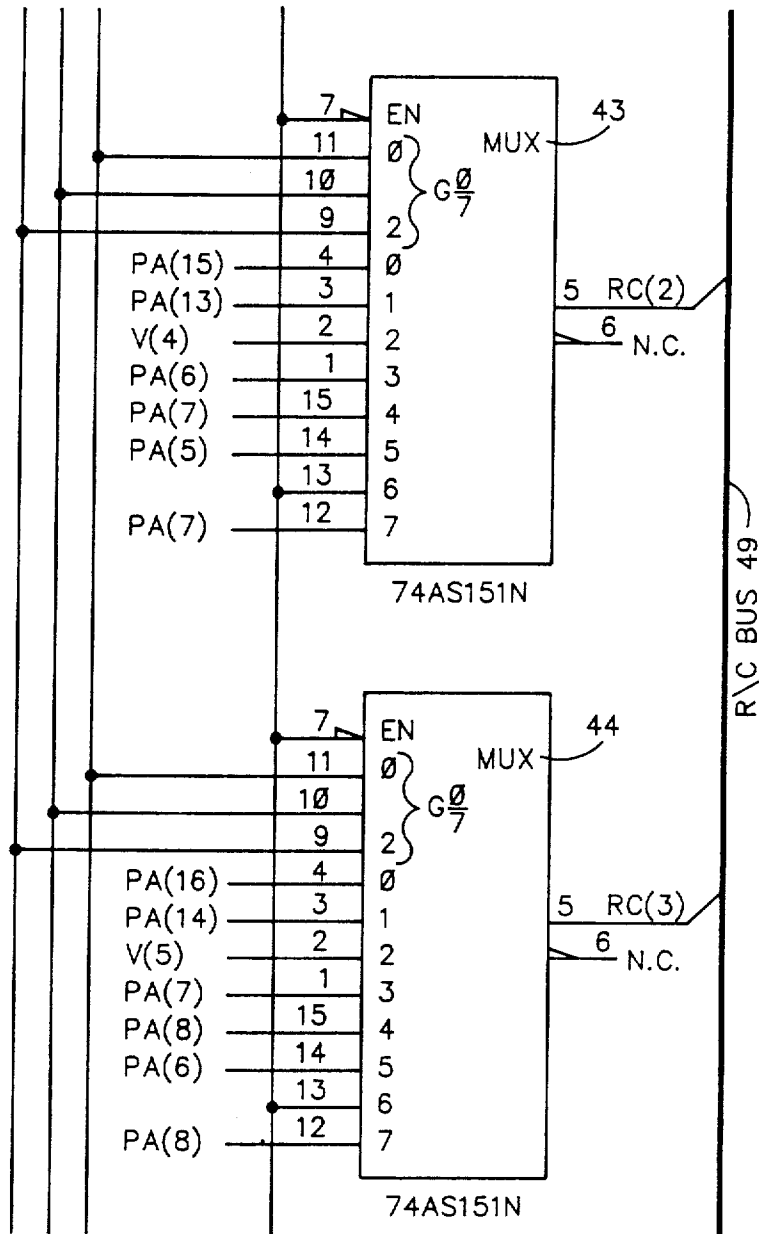 7 EN MUX 43
11 Ø
10 G Ø/7
9 2
PA(15) 4 Ø
PA(13) 3 1 5 RC(2)
V(4) 2 2 6 N.C.
PA(6) 1 3
PA(7) 15 4
PA(5) 14 5
13 6
PA(7) 12 7
74AS151N
R\C BUS 49
7 EN MUX 44
11 Ø
1Ø G Ø/7
9 2
PA(16) 4 Ø
PA(14) 3 1 5 RC(3)
V(5) 2 2 6 N.C.
PA(7) 1 3
PA(8) 15 4
PA(6) 14 5
13 6
PA(8) 12 7
74AS151N